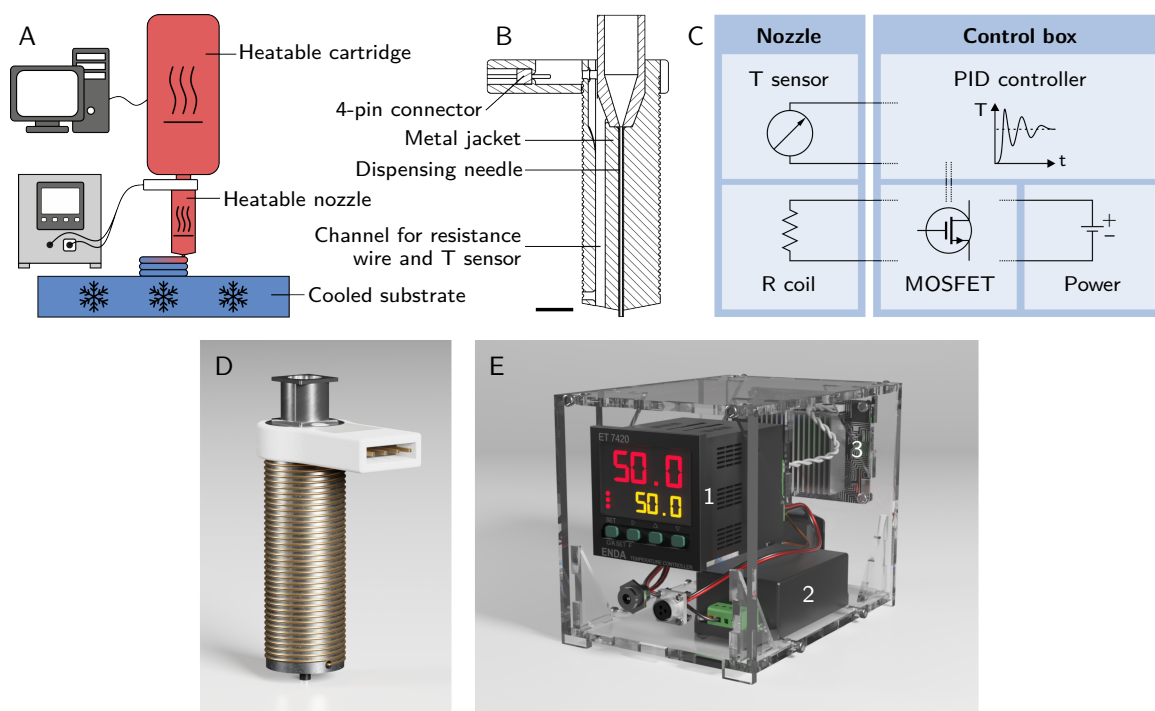 A
Heatable cartridge
Heatable nozzle
Cooled substrate
B
4-pin connector
Metal jacket
Dispensing needle
Channel for resistance
wire and T sensor
C
Nozzle
Control box
T sensor
PID controller
T
t
R coil
MOSFET
+
−
Power
D
E
ET 7420
50.0
50.0
SET
ENDA
TEMPERATURE CONTROLLER
1
2
3